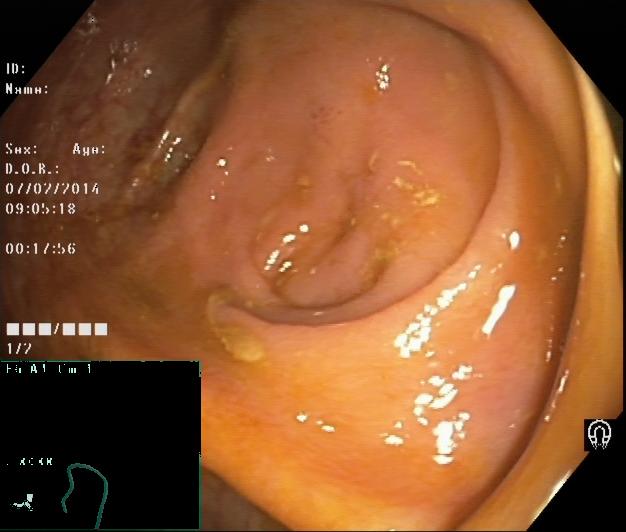 ID:
Name:
Sex: Age:
D.O.B.:
07/02/2014
09:05:18
00:17:56
■■■/■■■
1/2